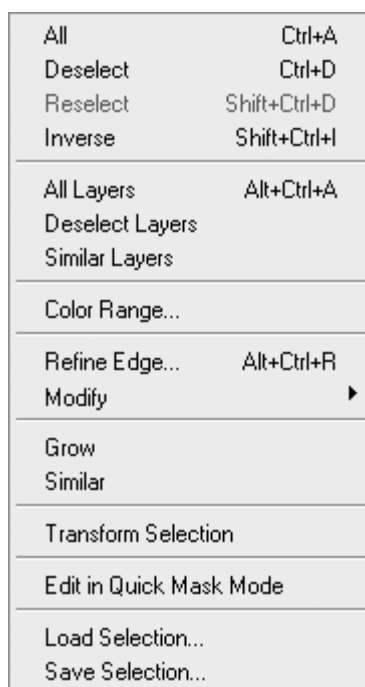 All Ctrl+A
Deselect Ctrl+D
Reselect Shift+Ctrl+D
Inverse Shift+Ctrl+I
All Layers Alt+Ctrl+A
Deselect Layers
Similar Layers
Color Range...
Refine Edge... Alt+Ctrl+R
Modify
Grow
Similar
Transform Selection
Edit in Quick Mask Mode
Load Selection...
Save Selection...